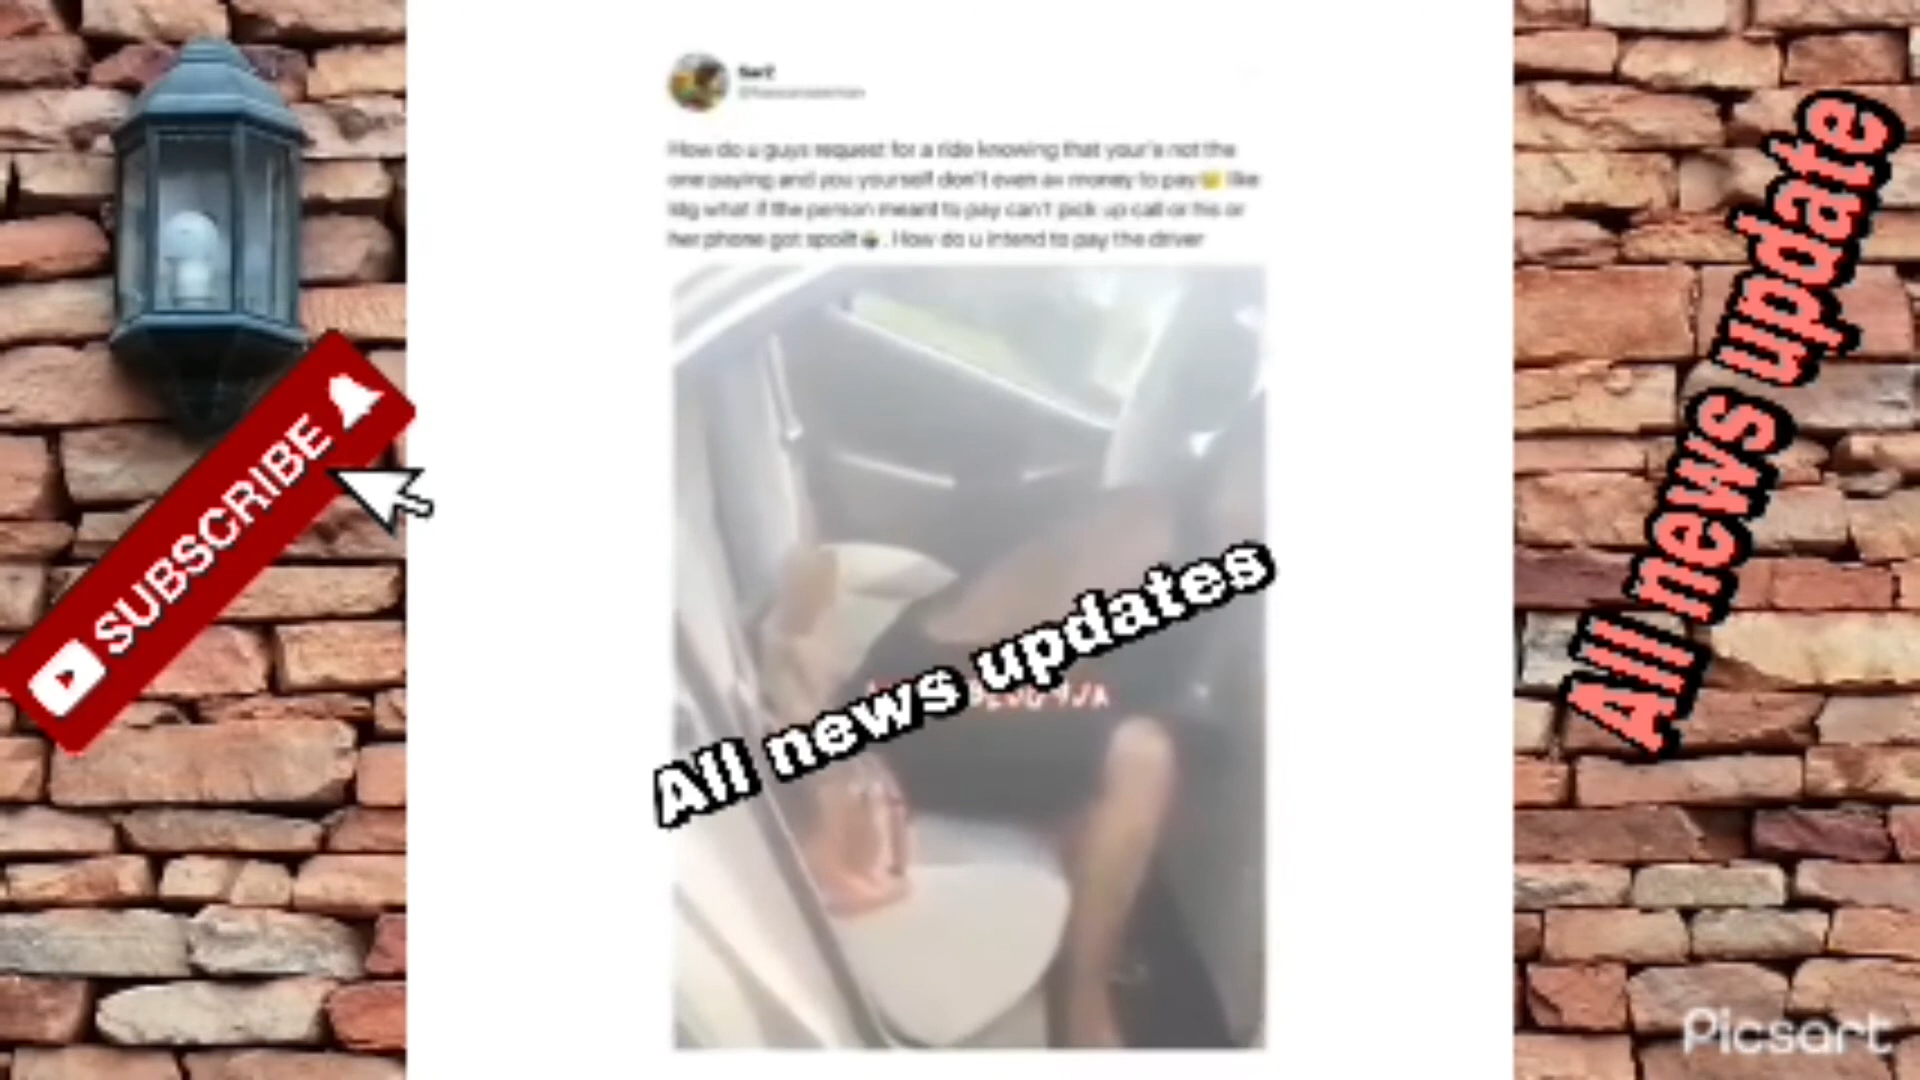 How do u guys request for a ride knowing that your's not the
one paying and you yourself don't even av money to pay😢 like
Idg what if the person meant to pay can't pick up call or his or
her phone got spoilt. How do u intend to pay the driver
SUBSCRIBE
All news updates
All news update
Picsart